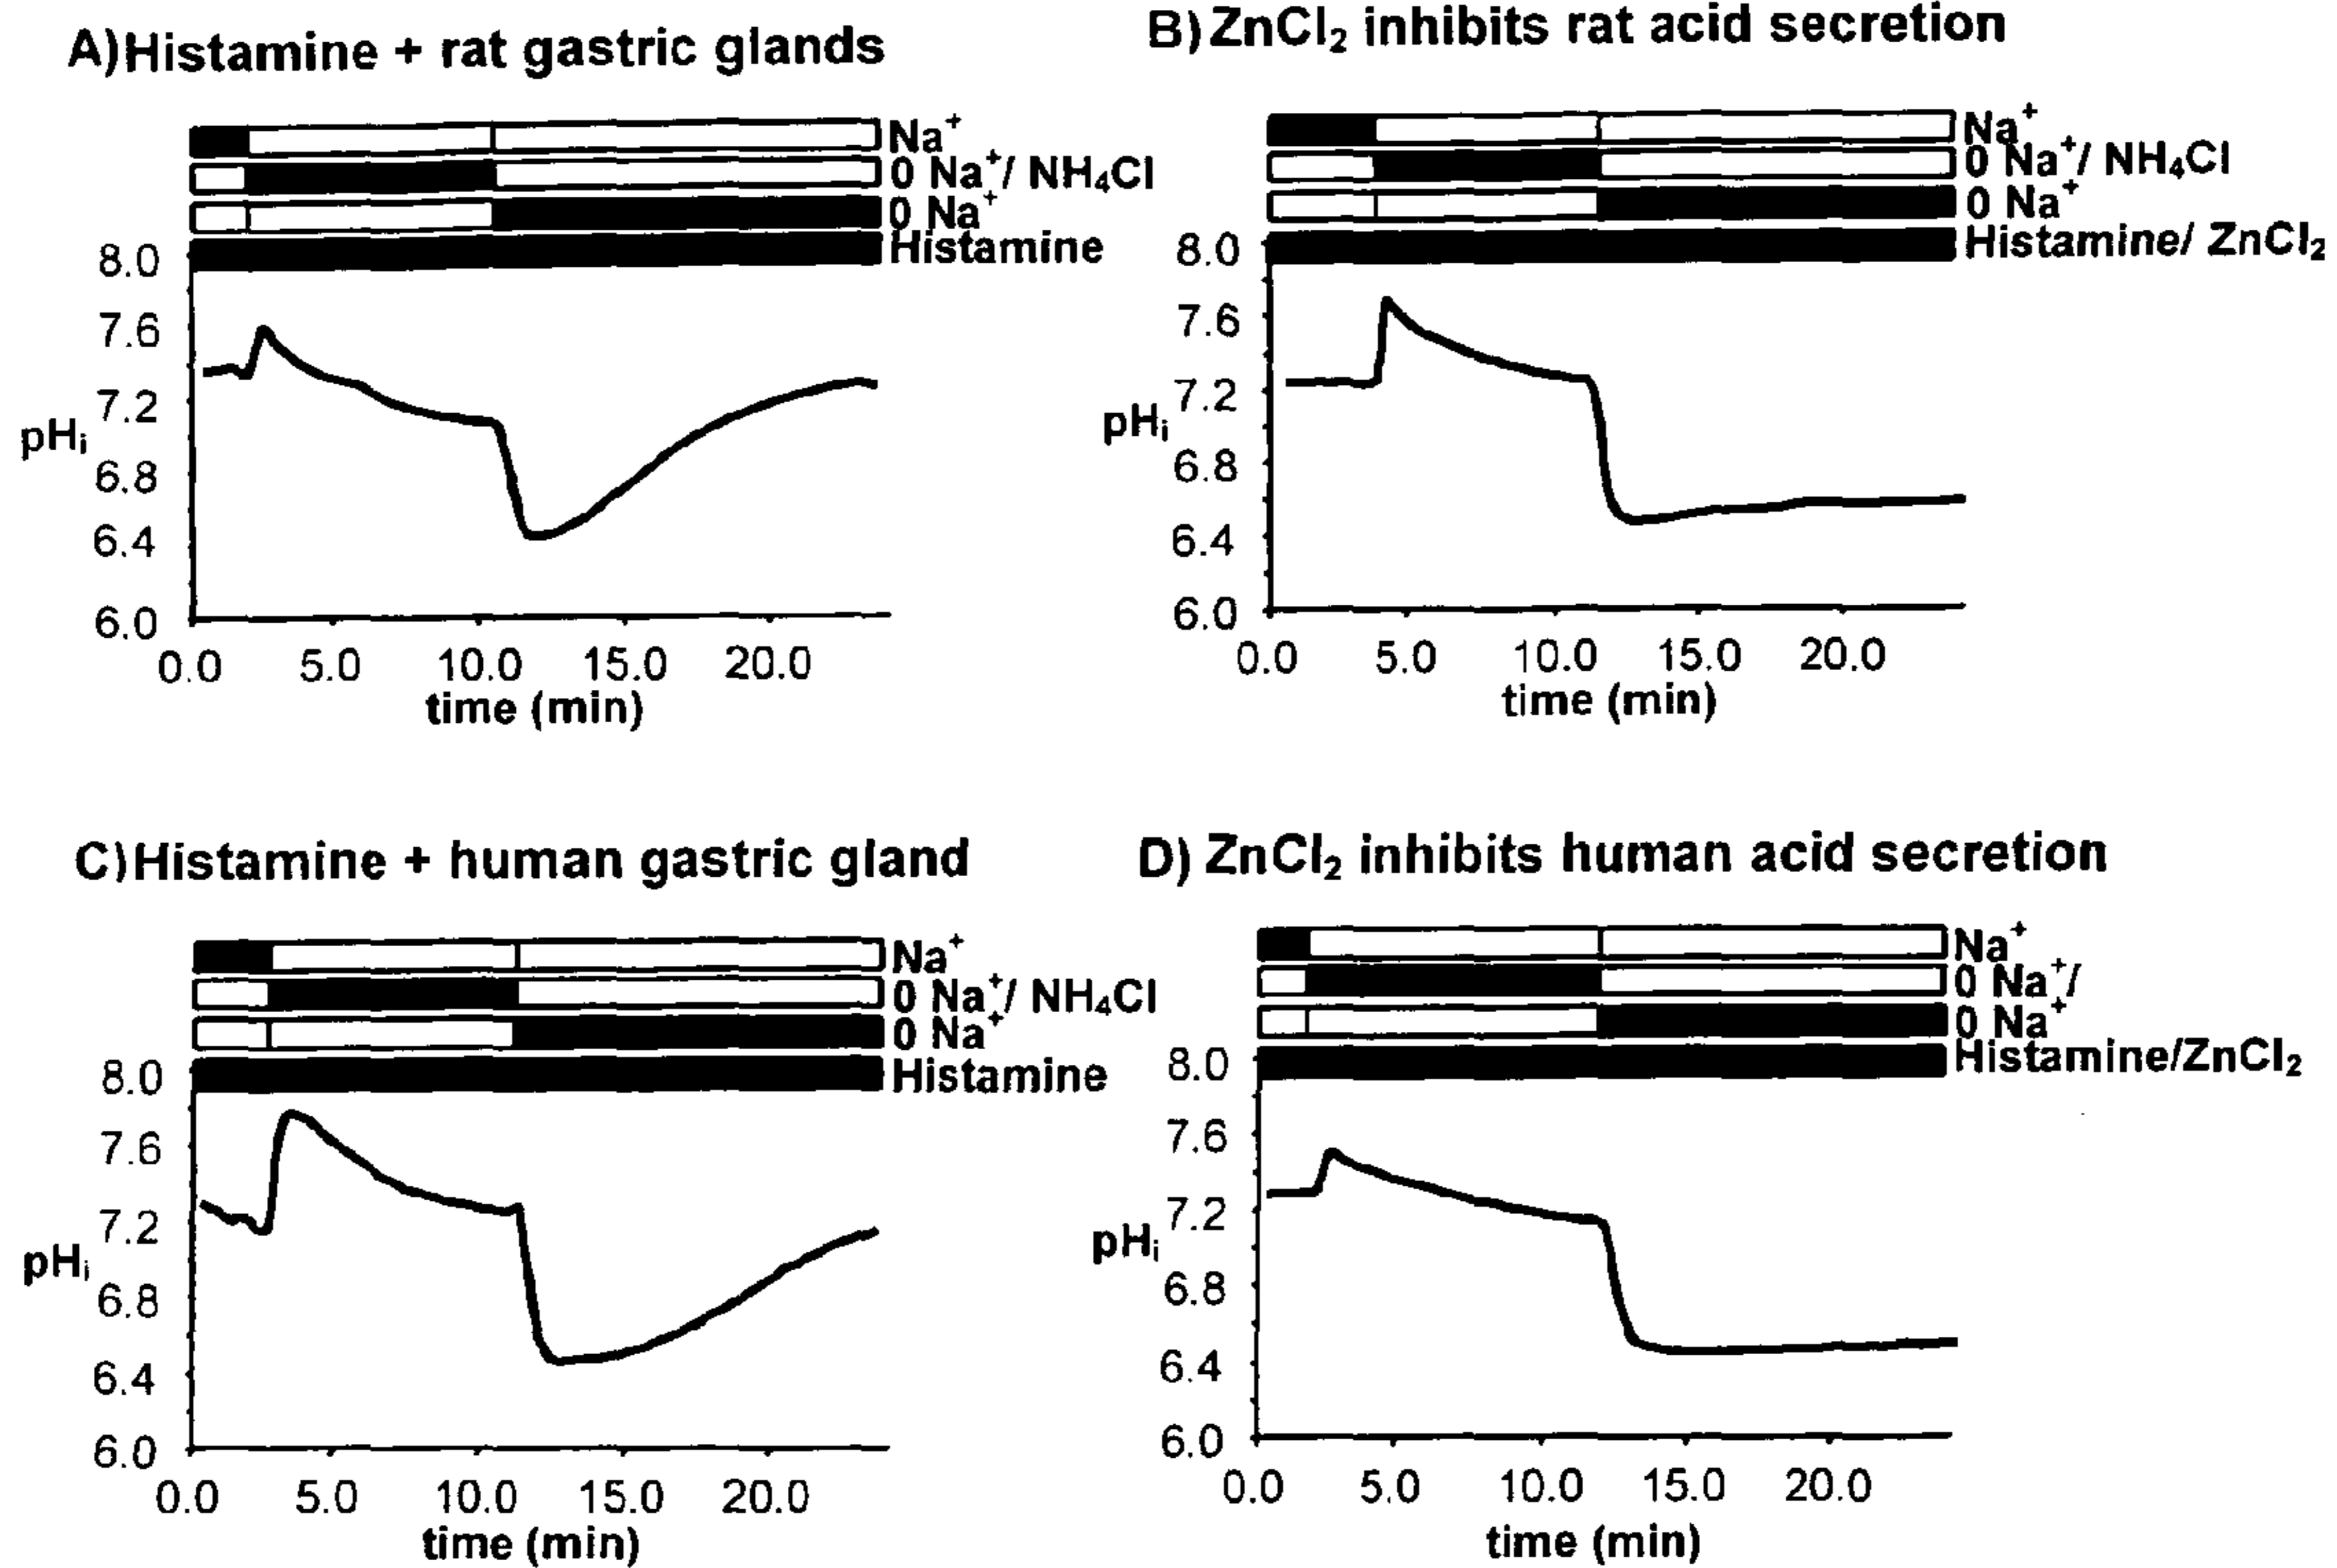 A) Histamine + rat gastric glands
Na⁺
0 Na⁺/ NH₄Cl
0 Na⁺
Histamine
8.0
7.6
7.2
pHᵢ
6.8
6.4
6.0
0.0 5.0 10.0 15.0 20.0
time (min)
B) ZnCl₂ inhibits rat acid secretion
Na⁺
0 Na⁺/ NH₄Cl
0 Na⁺
Histamine/ ZnCl₂
8.0
7.6
7.2
pHᵢ
6.8
6.4
6.0
0.0 5.0 10.0 15.0 20.0
time (min)
C) Histamine + human gastric gland
Na⁺
0 Na⁺/ NH₄Cl
0 Na⁺
Histamine
8.0
7.6
7.2
pHᵢ
6.8
6.4
6.0
0.0 5.0 10.0 15.0 20.0
time (min)
D) ZnCl₂ inhibits human acid secretion
Na⁺
0 Na⁺/
0 Na⁺
Histamine/ZnCl₂
8.0
7.6
7.2
pHᵢ
6.8
6.4
6.0
0.0 5.0 10.0 15.0 20.0
time (min)